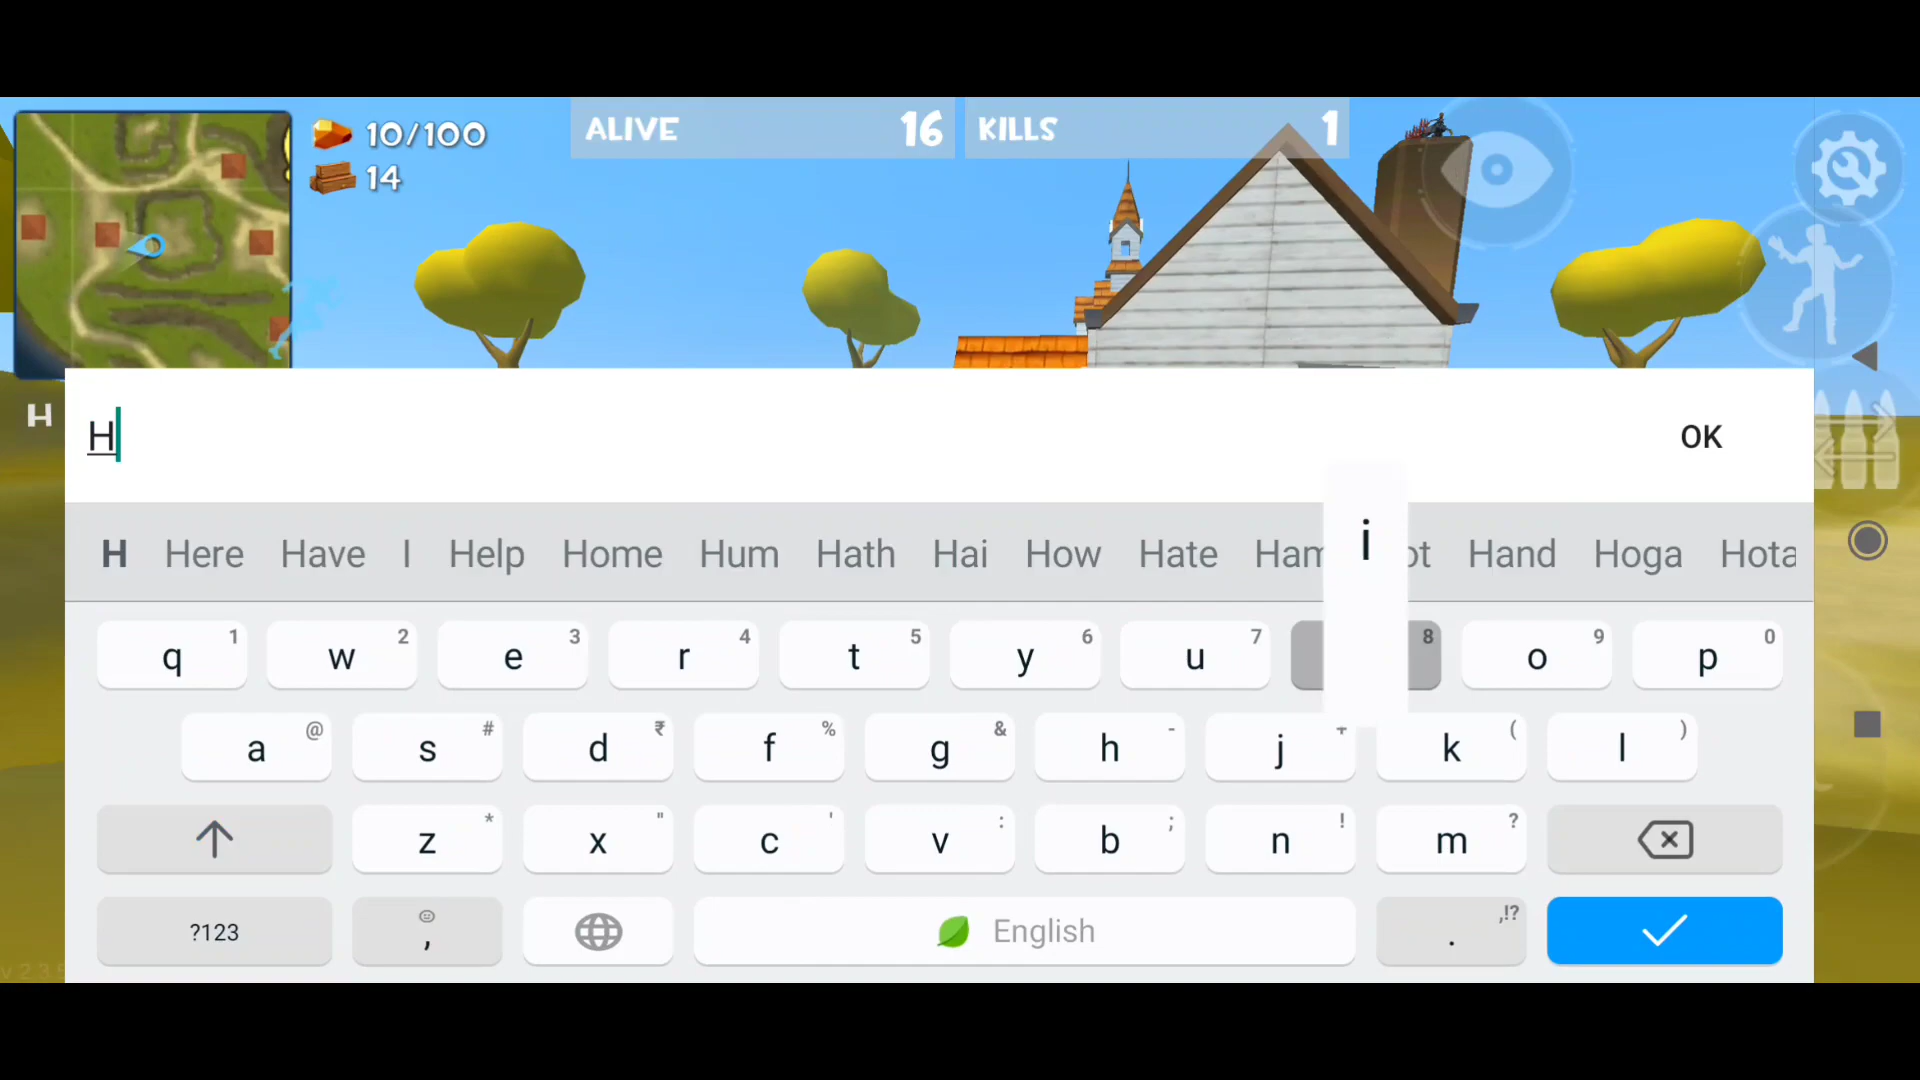 10/100
14
ALIVE 16
KILLS 1
H
H
OK
H Here Have I Help Home Hum Hath Hai How Hate Hand Hoga
i
q 1 w 2 e 3 r 4 t 5 y 6 u 7 8 o 9 p 0
a @ s # d ₹ f % g & h - j + k ( l )
z * x " c ' v : b ; n ! m ?
?123 , English . ,!?